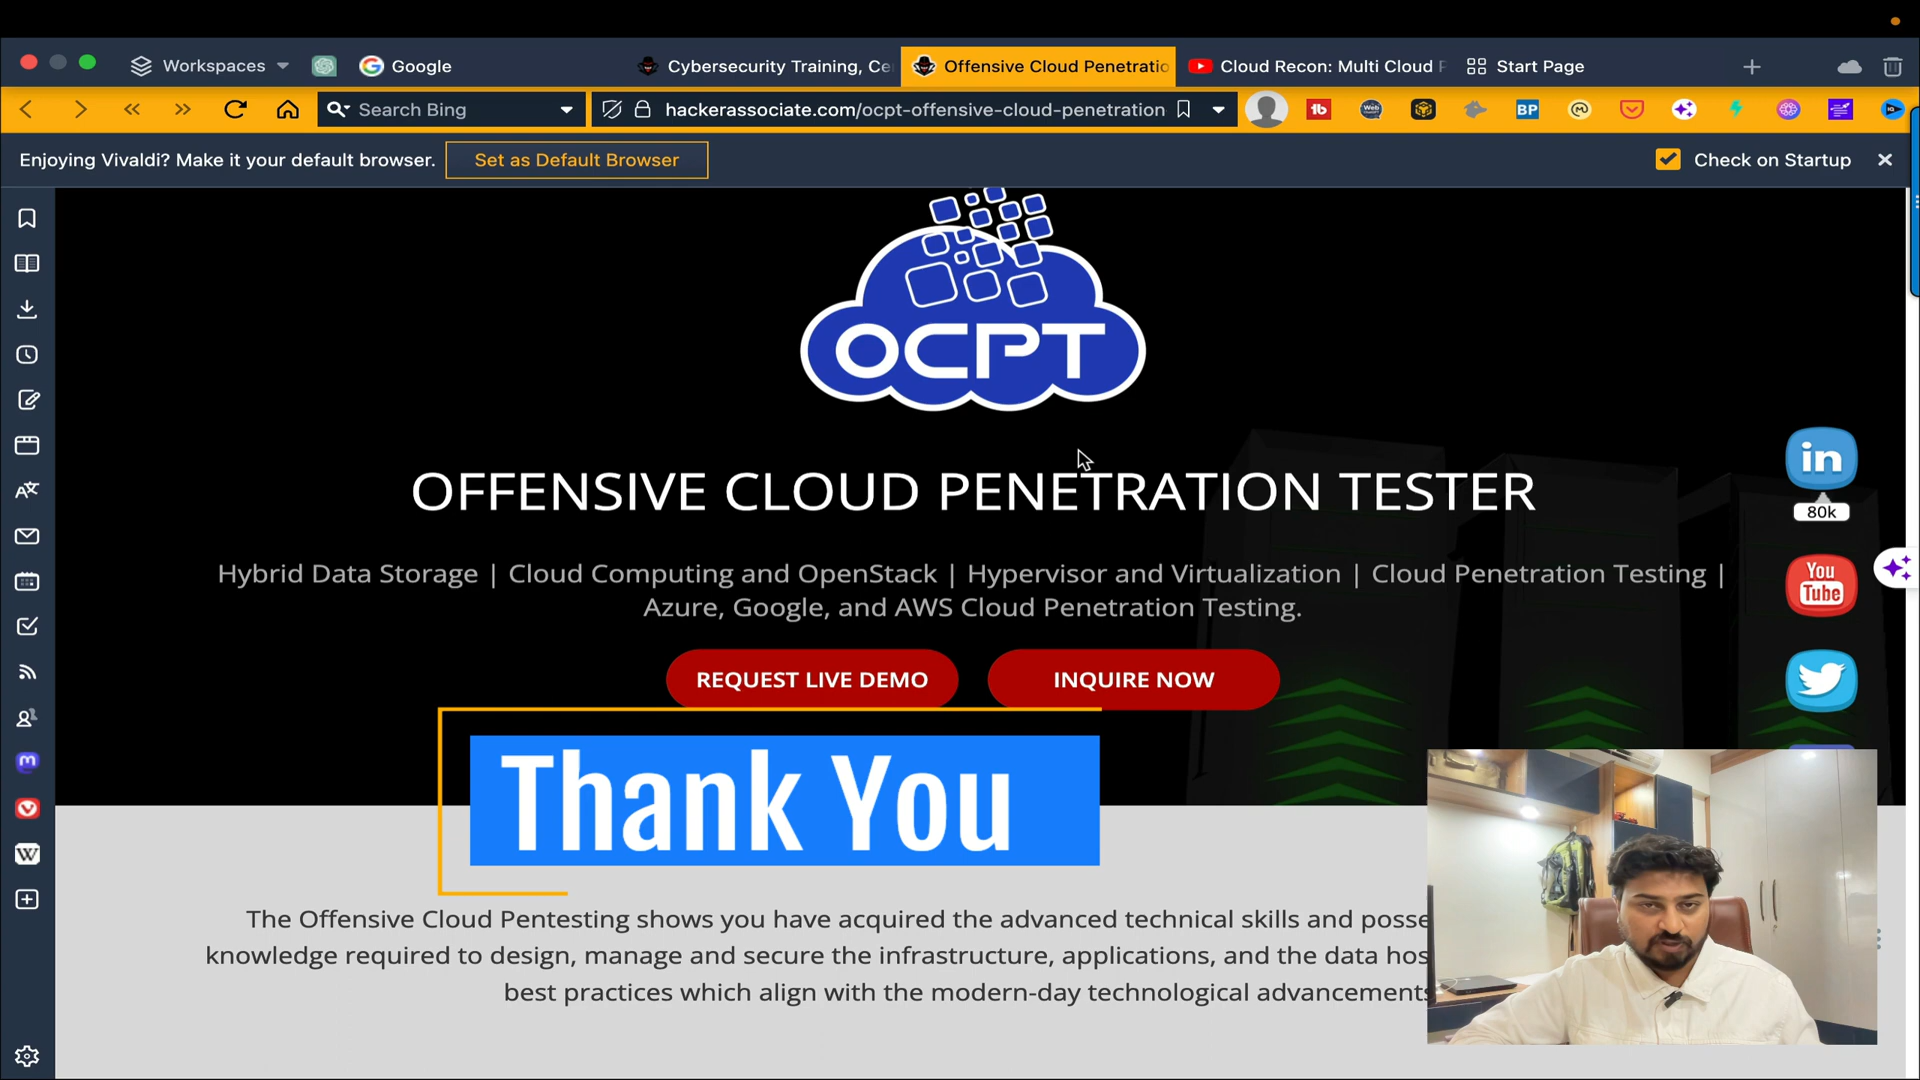 Workspaces
Google
Cybersecurity Training, Ce
Offensive Cloud Penetratio
Cloud Recon: Multi Cloud P
Start Page
Search Bing
hackerassociate.com/ocpt-offensive-cloud-penetration
Enjoying Vivaldi? Make it your default browser.
Set as Default Browser
Check on Startup
OCPT
OFFENSIVE CLOUD PENETRATION TESTER
Hybrid Data Storage | Cloud Computing and OpenStack | Hypervisor and Virtualization | Cloud Penetration Testing |
Azure, Google, and AWS Cloud Penetration Testing.
REQUEST LIVE DEMO
INQUIRE NOW
in
80k
You
Tube
Thank You
The Offensive Cloud Pentesting shows you have acquired the advanced technical skills and posse
knowledge required to design, manage and secure the infrastructure, applications, and the data hos
best practices which align with the modern-day technological advancements